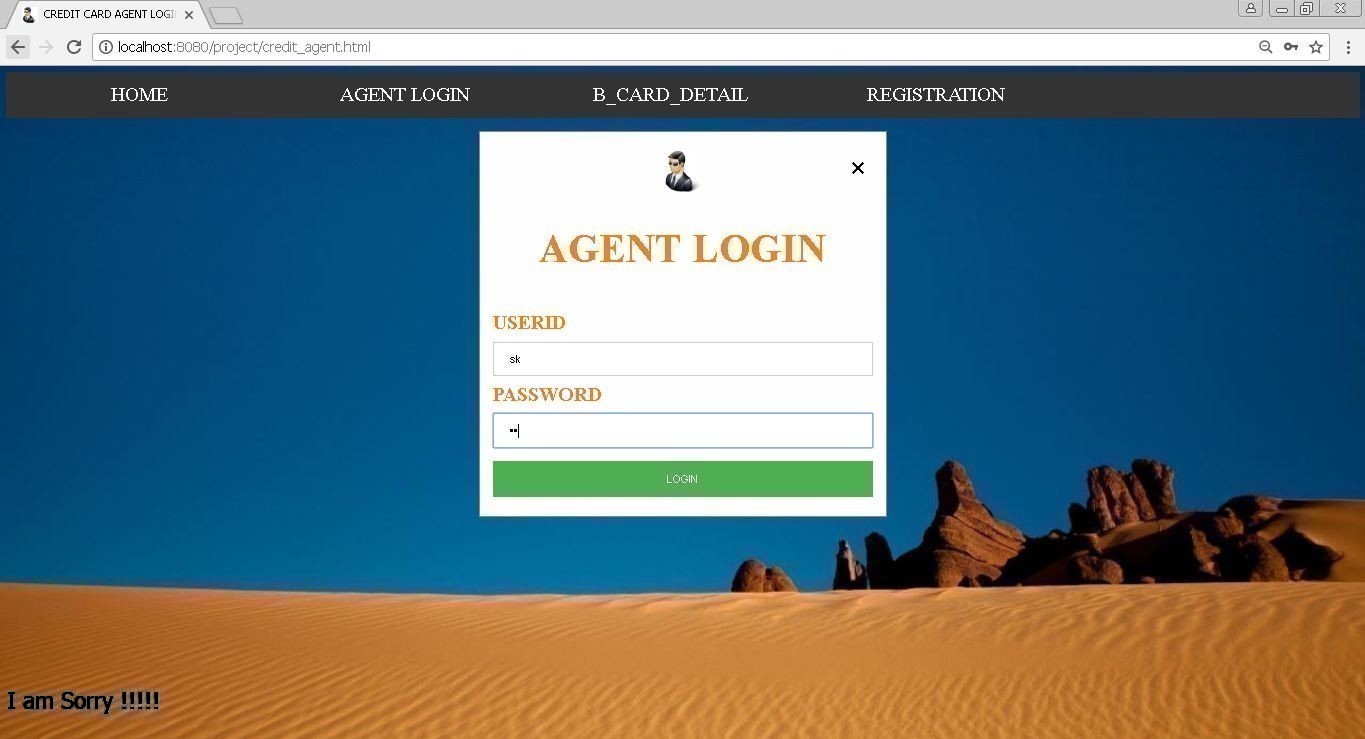 CREDIT CARD AGENT LOGI
localhost:8080/project/credit_agent.html
HOME AGENT LOGIN B_CARD_DETAIL REGISTRATION
AGENT LOGIN
USERID
sk
PASSWORD
LOGIN
I am Sorry !!!!!